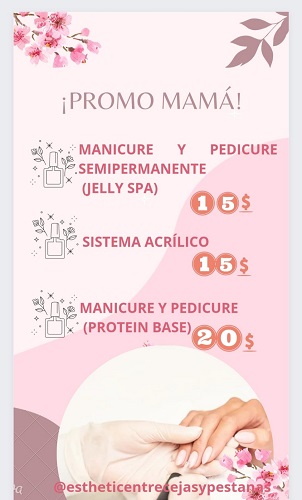 ¡PROMO MAMÁ!
MANICURE Y PEDICURE
SEMIPERMANENTE
(JELLY SPA)
15$
SISTEMA ACRÍLICO
15$
MANICURE Y PEDICURE
(PROTEIN BASE)
20$
@estheticentrecejasypestanas